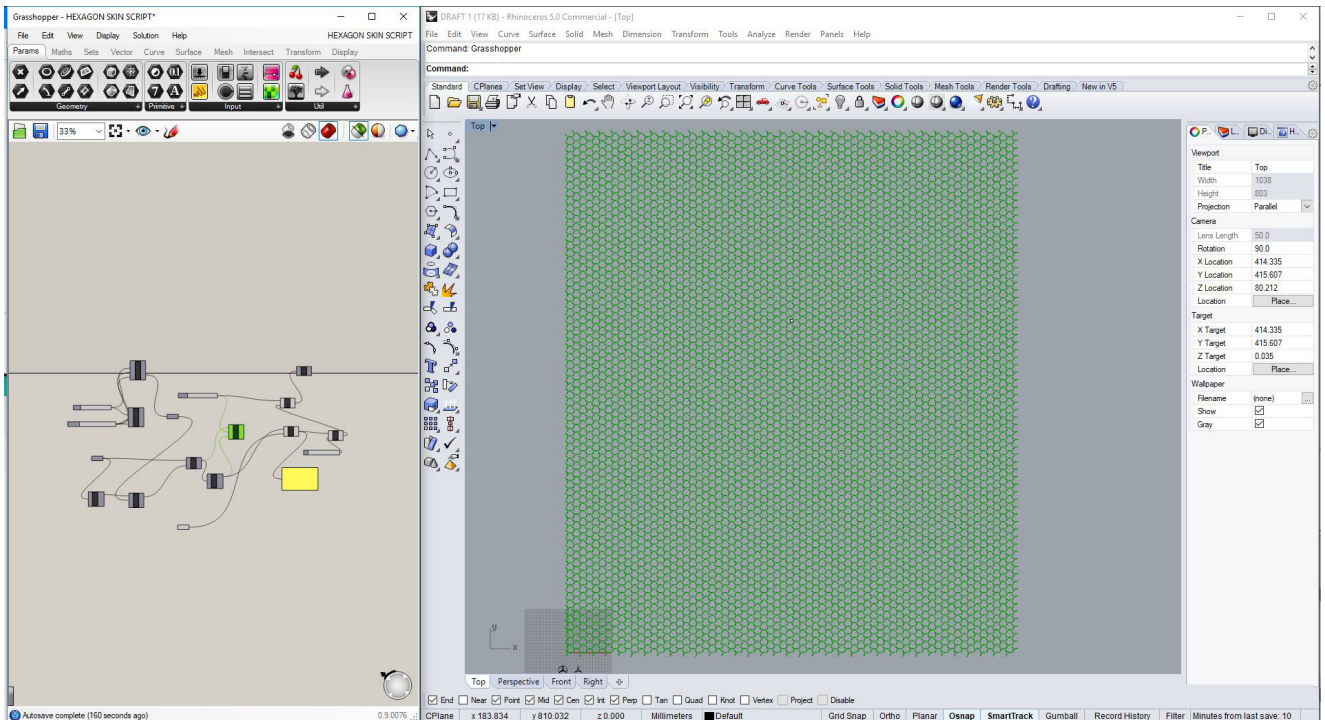 Grasshopper - HEXAGON SKIN SCRIPT*
File Edit View Display Solution Help HEXAGON SKIN SCRIPT
Params Maths Sets Vector Curve Surface Mesh Intersect Transform Display
Geometry + Primitive + Input + Util +
33%
Autosave complete (160 seconds ago) 0.9.0076
DRAFT 1 (17 KB) - Rhinoceros 5.0 Commercial - [Top]
File Edit View Curve Surface Solid Mesh Dimension Transform Tools Analyze Render Panels Help
Command: Grasshopper
Command:
Standard CPlanes Set View Display Select Viewport Layout Visibility Transform Curve Tools Surface Tools Solid Tools Mesh Tools Render Tools Drafting New in V5
Top
y
x
Top Perspective Front Right
End Near Point Mid Cen Int Perp Tan Quad Knot Vertex Project Disable
CPlane x 183.834 y 810.032 z 0.000 Millimeters Default Grid Snap Ortho Planar Osnap SmartTrack Gumball Record History Filter Minutes from last save: 10
P.. L.. Di.. H..
Viewport
Title Top
Width 1038
Height 803
Projection Parallel
Camera
Lens Length 50.0
Rotation 90.0
X Location 414.335
Y Location 415.607
Z Location 80.212
Location Place...
Target
X Target 414.335
Y Target 415.607
Z Target 0.035
Location Place...
Wallpaper
Filename (none) ...
Show
Gray